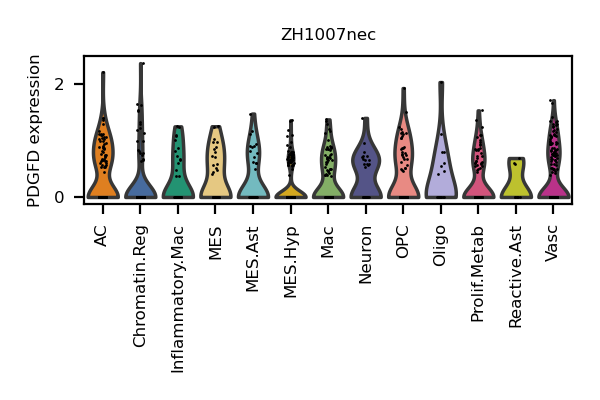 ZH1007nec
PDGFD expression
2
0
AC
Chromatin.Reg
Inflammatory.Mac
MES
MES.Ast
MES.Hyp
Mac
Neuron
OPC
Oligo
Prolif.Metab
Reactive.Ast
Vasc